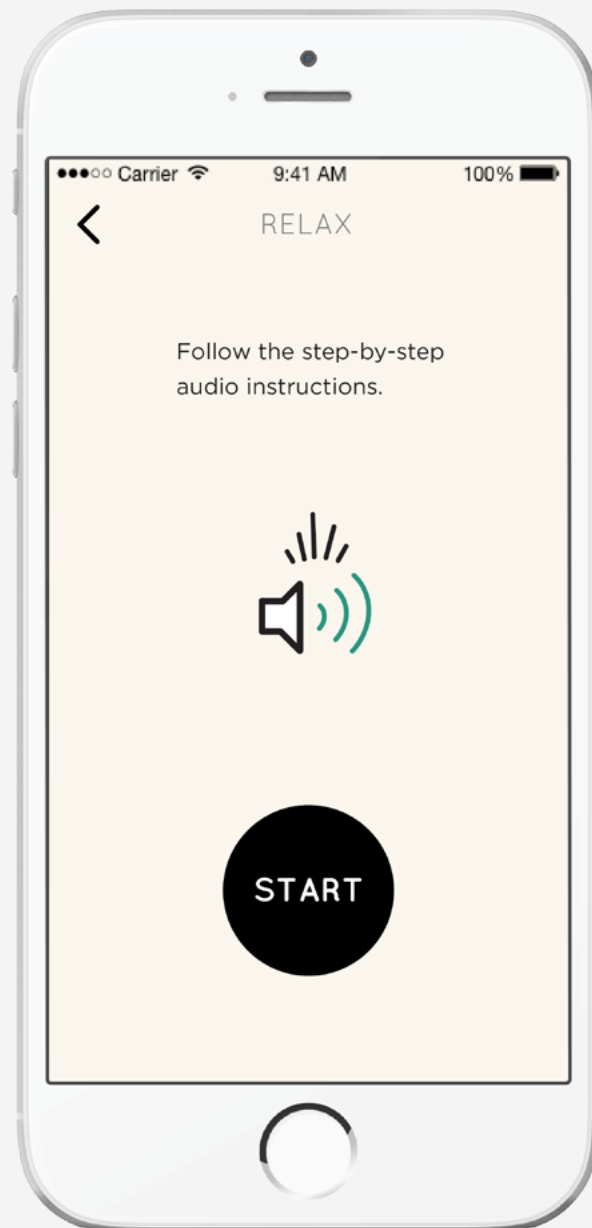 Carrier 9:41 AM 100%
RELAX
Follow the step-by-step
audio instructions.
START